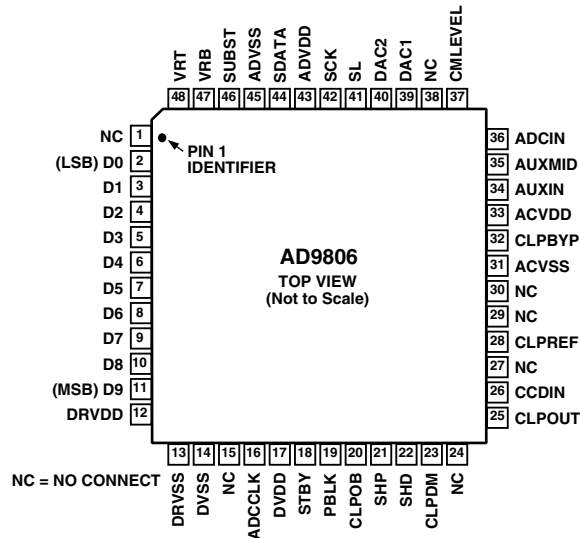 VRT
VRB
SUBST
ADVSS
SDATA
ADVDD
SCK
SL
DAC2
DAC1
NC
CMLEVEL
48 47 46 45 44 43 42 41 40 39 38 37
NC 1
(LSB) D0 2
D1 3
D2 4
D3 5
D4 6
D5 7
D6 8
D7 9
D8 10
(MSB) D9 11
DRVDD 12
PIN 1
IDENTIFIER
AD9806
TOP VIEW
(Not to Scale)
36 ADCIN
35 AUXMID
34 AUXIN
33 ACVDD
32 CLPBYP
31 ACVSS
30 NC
29 NC
28 CLPREF
27 NC
26 CCDIN
25 CLPOUT
13 14 15 16 17 18 19 20 21 22 23 24
DRVSS
DVSS
NC
ADCCLK
DVDD
STBY
PBLK
CLPOB
SHP
SHD
CLPDM
NC
NC = NO CONNECT